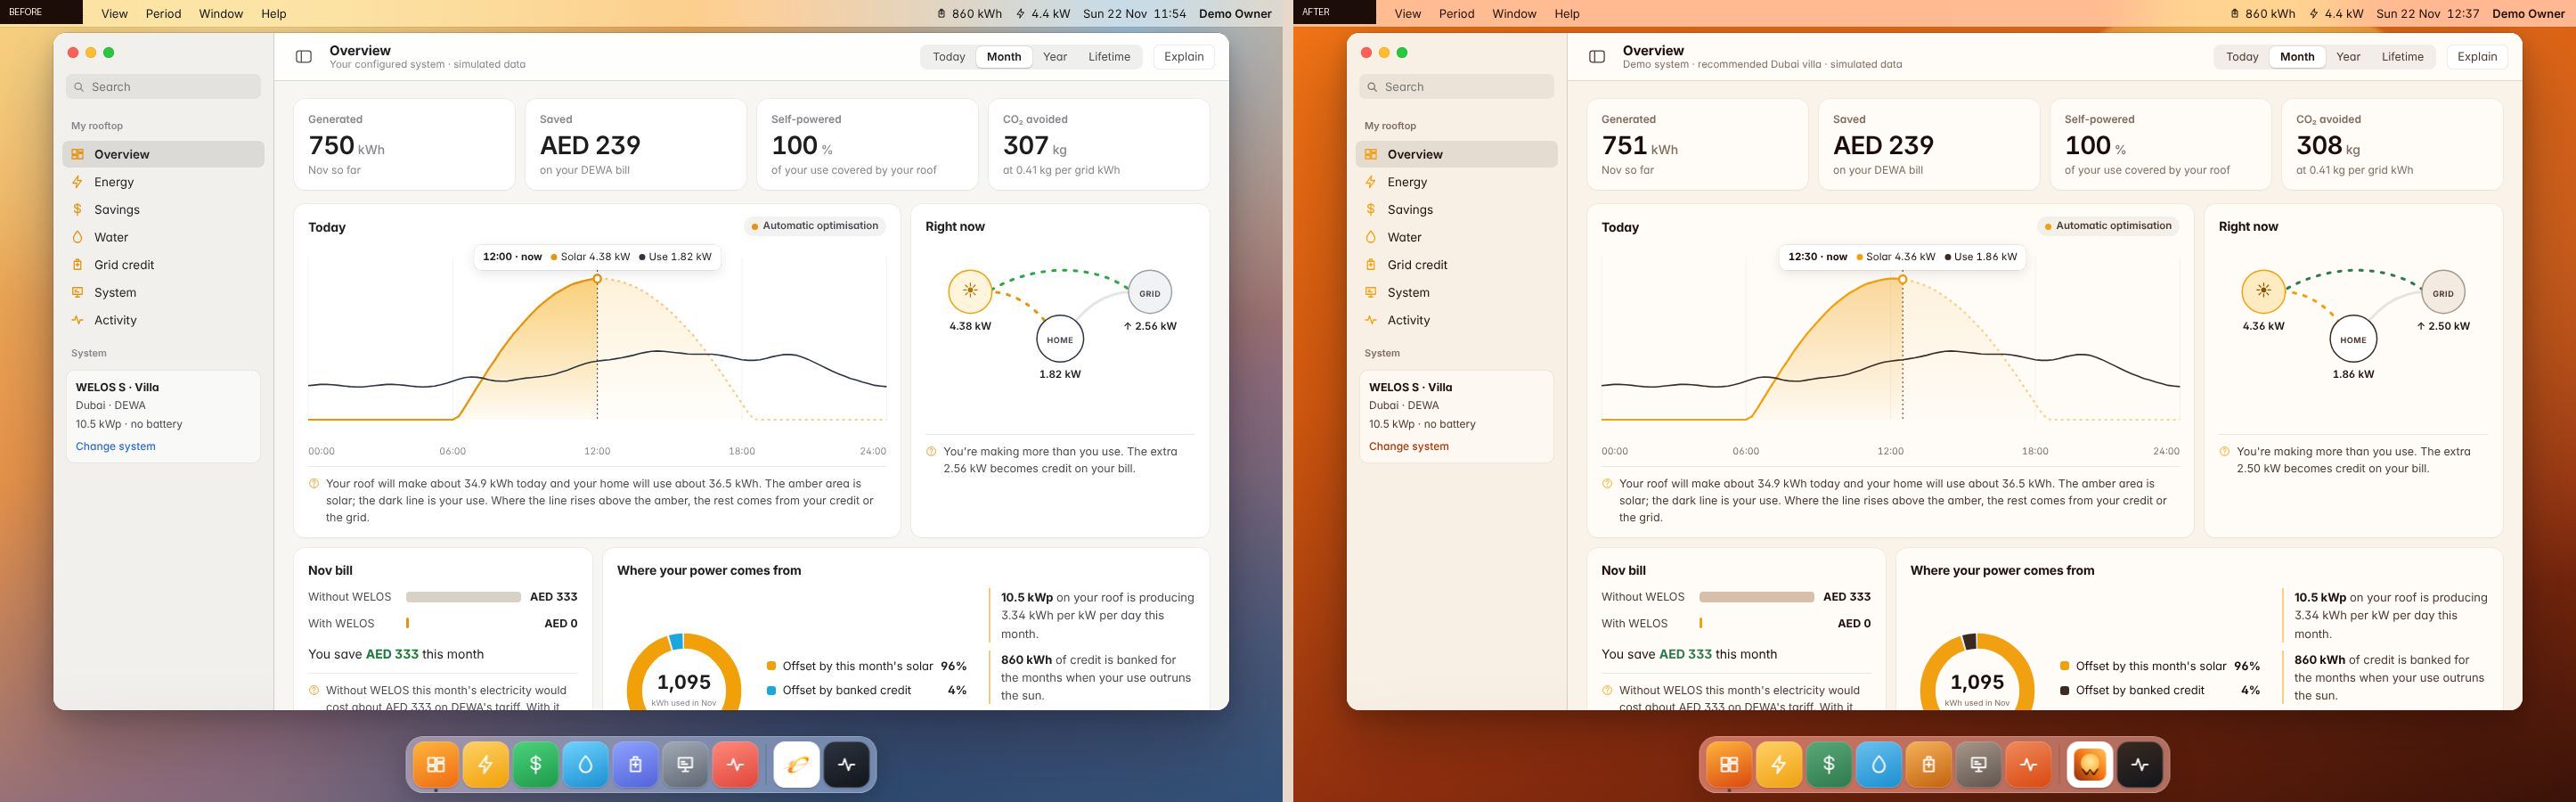 BEFORE
View Period Window Help
860 kWh 4.4 kW Sun 22 Nov 11:54 Demo Owner
Search
My rooftop
Overview
Energy
Savings
Water
Grid credit
System
Activity
System
WELOS S · Villa
Dubai · DEWA
10.5 kWp · no battery
Change system
Overview
Your configured system · simulated data
Today Month Year Lifetime Explain
Generated
750 kWh
Nov so far
Saved
AED 239
on your DEWA bill
Self-powered
100 %
of your use covered by your roof
CO₂ avoided
307 kg
at 0.41 kg per grid kWh
Today
Automatic optimisation
12:00 · now Solar 4.38 kW Use 1.82 kW
00:00 06:00 12:00 18:00 24:00
Your roof will make about 34.9 kWh today and your home will use about 36.5 kWh. The amber area is
solar; the dark line is your use. Where the line rises above the amber, the rest comes from your credit or
the grid.
Right now
GRID
4.38 kW
↑ 2.56 kW
HOME
1.82 kW
You're making more than you use. The extra
2.56 kW becomes credit on your bill.
Nov bill
Without WELOS AED 333
With WELOS AED 0
You save AED 333 this month
Without WELOS this month's electricity would
cost about AED 333 on DEWA's tariff. With it
Where your power comes from
1,095
kWh used in Nov
Offset by this month's solar 96%
Offset by banked credit 4%
10.5 kWp on your roof is producing
3.34 kWh per kW per day this
month.
860 kWh of credit is banked for
the months when your use outruns
the sun.
AFTER
View Period Window Help
860 kWh 4.4 kW Sun 22 Nov 12:37 Demo Owner
Search
My rooftop
Overview
Energy
Savings
Water
Grid credit
System
Activity
System
WELOS S · Villa
Dubai · DEWA
10.5 kWp · no battery
Change system
Overview
Demo system · recommended Dubai villa · simulated data
Today Month Year Lifetime Explain
Generated
751 kWh
Nov so far
Saved
AED 239
on your DEWA bill
Self-powered
100 %
of your use covered by your roof
CO₂ avoided
308 kg
at 0.41 kg per grid kWh
Today
Automatic optimisation
12:30 · now Solar 4.36 kW Use 1.86 kW
00:00 06:00 12:00 18:00 24:00
Your roof will make about 34.9 kWh today and your home will use about 36.5 kWh. The amber area is
solar; the dark line is your use. Where the line rises above the amber, the rest comes from your credit or
the grid.
Right now
GRID
4.36 kW
↑ 2.50 kW
HOME
1.86 kW
You're making more than you use. The extra
2.50 kW becomes credit on your bill.
Nov bill
Without WELOS AED 333
With WELOS AED 0
You save AED 333 this month
Without WELOS this month's electricity would
cost about AED 333 on DEWA's tariff. With it
Where your power comes from
1,095
kWh used in Nov
Offset by this month's solar 96%
Offset by banked credit 4%
10.5 kWp on your roof is producing
3.34 kWh per kW per day this
month.
860 kWh of credit is banked for
the months when your use outruns
the sun.